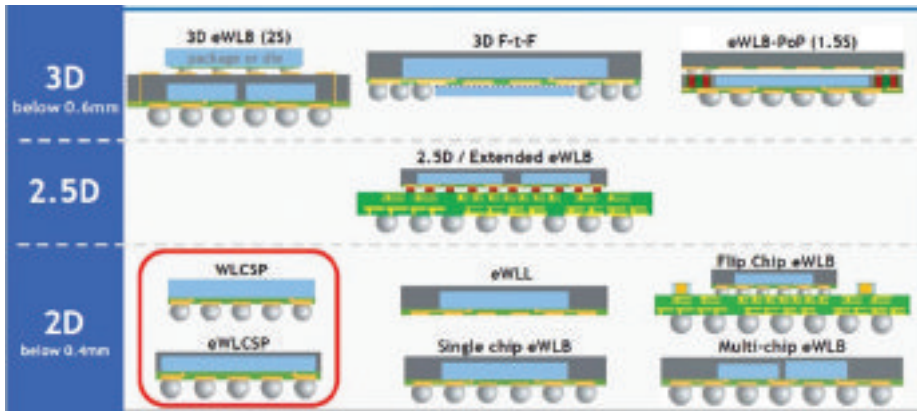 3D eWLB (2S)
3D F-t-F
eWLB-PoP (1.5S)
package or die
3D
below 0.6mm
2.5D / Extended eWLB
2.5D
WLCSP
eWLL
Flip Chip eWLB
2D
below 0.4mm
eWLCSP
Single chip eWLB
Multi-chip eWLB